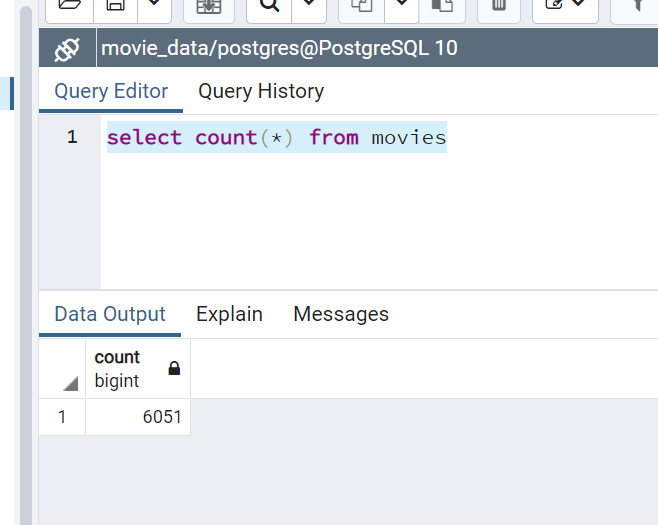 movie_data/postgres@PostgreSQL 10
Query Editor Query History
1 select count(*) from movies
Data Output Explain Messages
count
bigint
1 6051